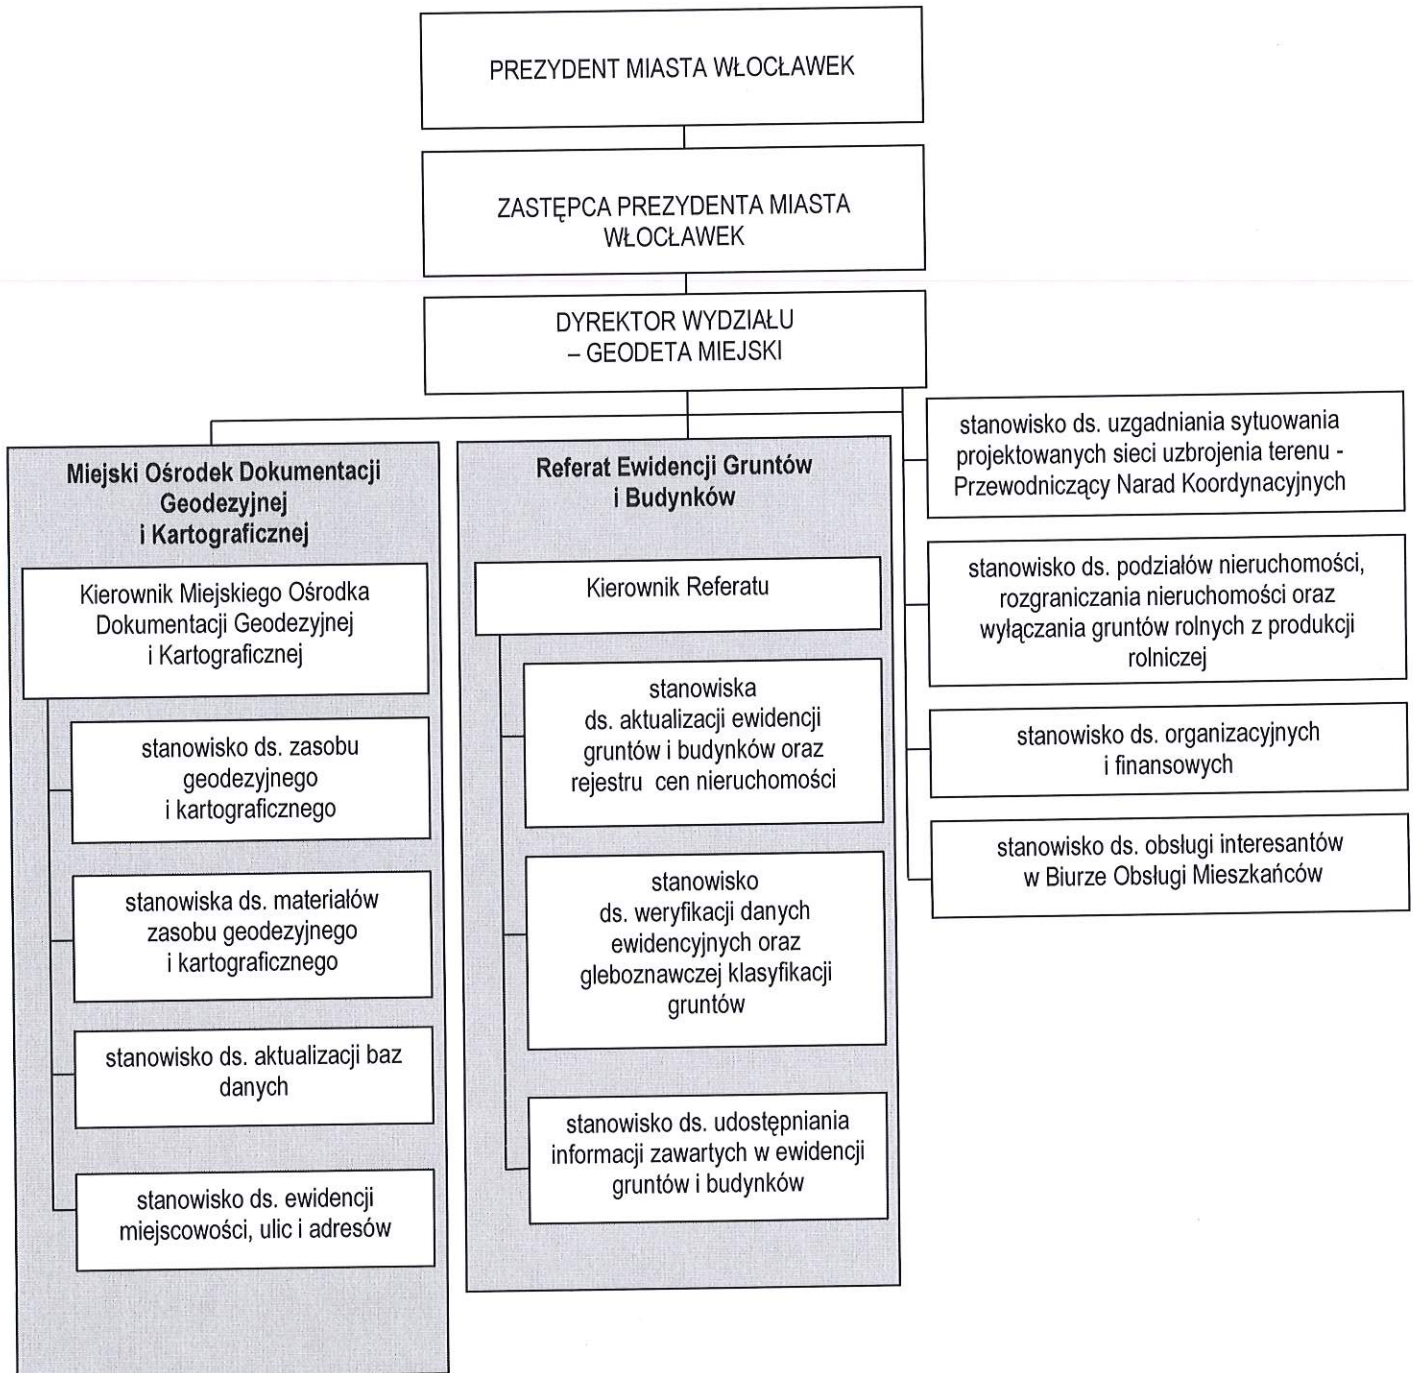 PREZYDENT MIASTA WŁOCŁAWEK
ZASTĘPCA PREZYDENTA MIASTA
WŁOCŁAWEK
DYREKTOR WYDZIAŁU
– GEODETA MIEJSKI
Miejski Ośrodek Dokumentacji
Geodezyjnej
i Kartograficznej
Kierownik Miejskiego Ośrodka
Dokumentacji Geodezyjnej
i Kartograficznej
stanowisko ds. zasobu
geodezyjnego
i kartograficznego
stanowiska ds. materiałów
zasobu geodezyjnego
i kartograficznego
stanowisko ds. aktualizacji baz
danych
stanowisko ds. ewidencji
miejscowości, ulic i adresów
Referat Ewidencji Gruntów
i Budynków
Kierownik Referatu
stanowiska
ds. aktualizacji ewidencji
gruntów i budynków oraz
rejestru cen nieruchomości
stanowisko
ds. weryfikacji danych
ewidencyjnych oraz
gleboznawczej klasyfikacji
gruntów
stanowisko ds. udostępniania
informacji zawartych w ewidencji
gruntów i budynków
stanowisko ds. uzgadniania sytuowania
projektowanych sieci uzbrojenia terenu -
Przewodniczący Narad Koordynacyjnych
stanowisko ds. podziałów nieruchomości,
rozgraniczania nieruchomości oraz
wyłączania gruntów rolnych z produkcji
rolniczej
stanowisko ds. organizacyjnych
i finansowych
stanowisko ds. obsługi interesantów
w Biurze Obsługi Mieszkańców